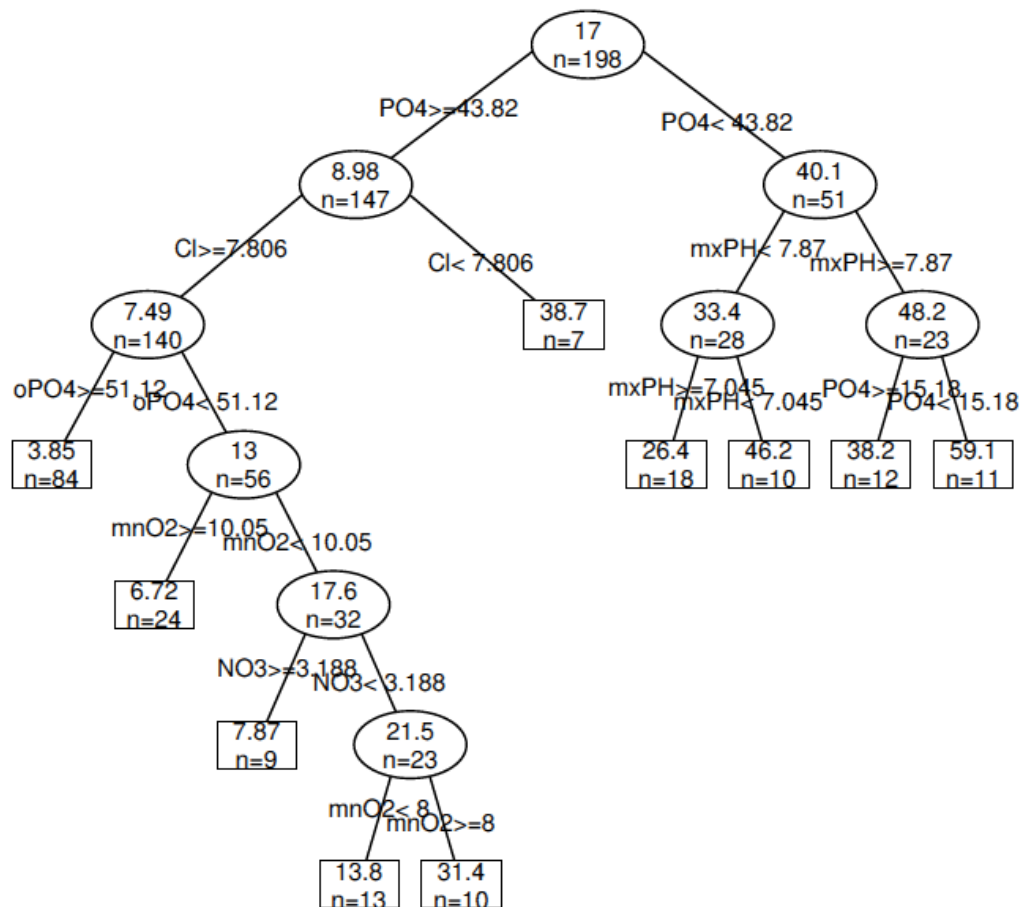 17
n=198
PO4>=43.82
PO4< 43.82
8.98
n=147
40.1
n=51
Cl>=7.806
Cl< 7.806
mxPH< 7.87
mxPH>=7.87
7.49
n=140
38.7
n=7
33.4
n=28
48.2
n=23
oPO4>=51.12
oPO4< 51.12
mxPH>=7.045
mxPH< 7.045
PO4>=15.18
PO4< 15.18
3.85
n=84
13
n=56
26.4
n=18
46.2
n=10
38.2
n=12
59.1
n=11
mnO2>=10.05
mnO2< 10.05
6.72
n=24
17.6
n=32
NO3>=3.188
NO3< 3.188
7.87
n=9
21.5
n=23
mnO2< 8
mnO2>=8
13.8
n=13
31.4
n=10